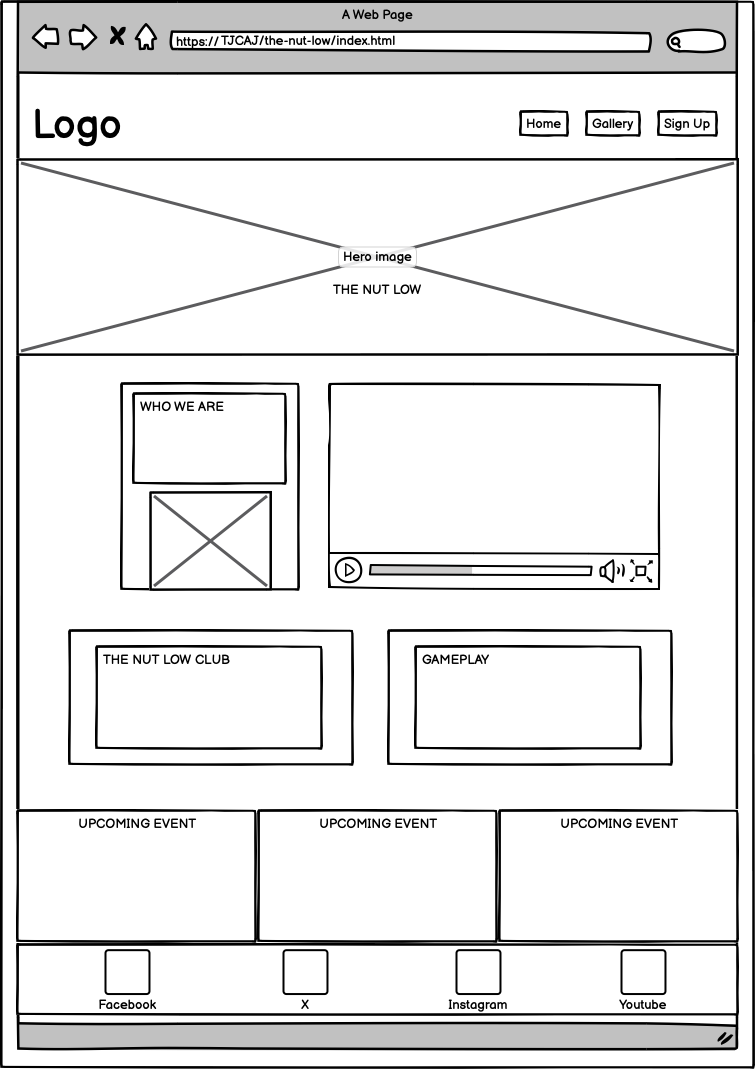 A Web Page
https:// TJCAJ/the-nut-low/index.html
Logo
Home
Gallery
Sign Up
Hero image
THE NUT LOW
WHO WE ARE
THE NUT LOW CLUB
GAMEPLAY
UPCOMING EVENT
UPCOMING EVENT
UPCOMING EVENT
Facebook
X
Instagram
Youtube